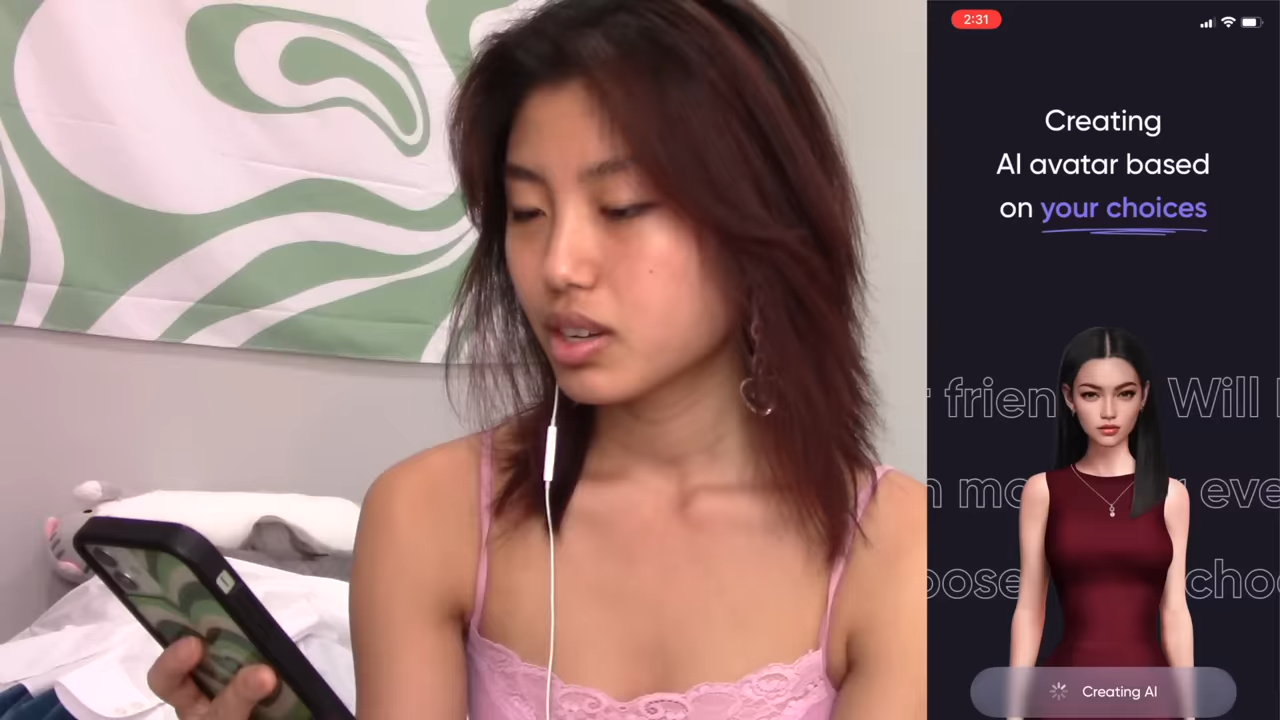 2:31
Creating
AI avatar based
on your choices
frien Will
eve
Creating AI